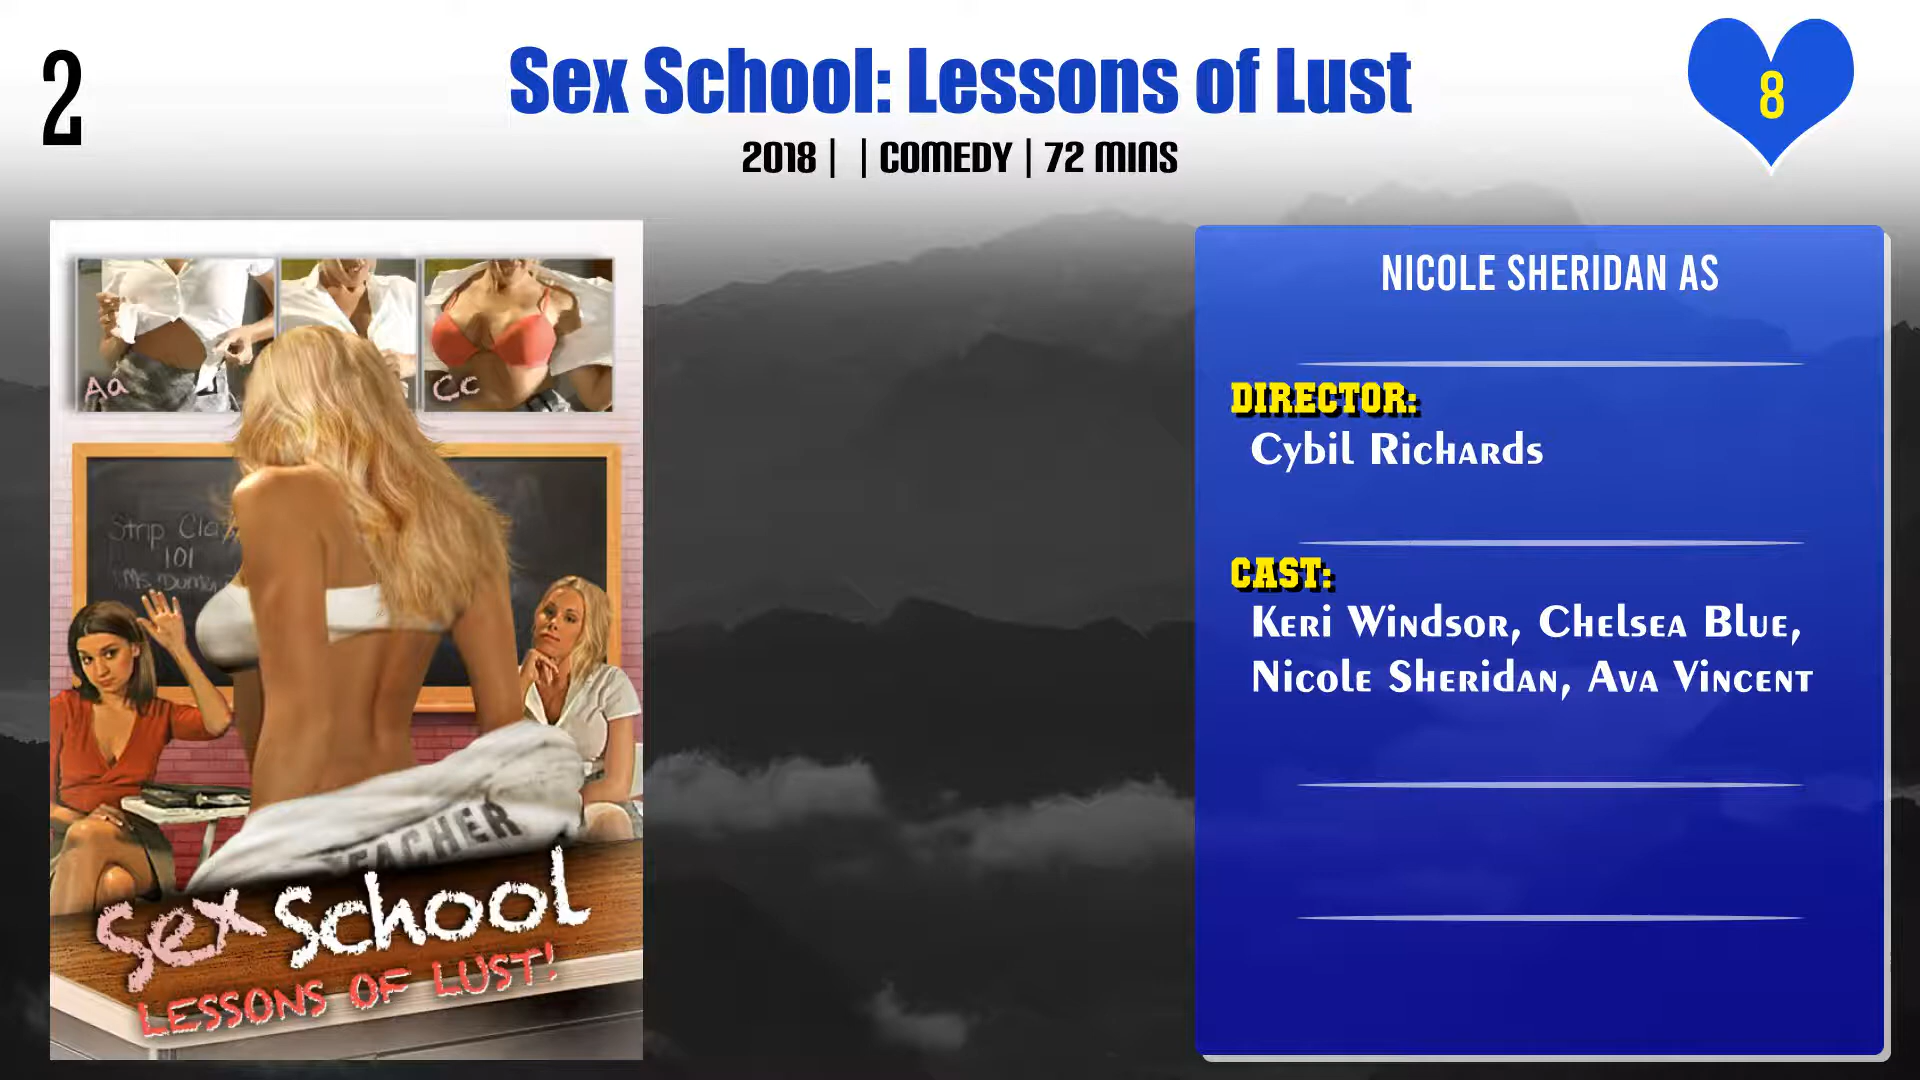 2
Sex School: Lessons of Lust
8
2018 | | COMEDY | 72 MINS
NICOLE SHERIDAN AS
DIRECTOR:
Cybil Richards
CAST:
Keri Windsor, Chelsea Blue,
Nicole Sheridan, Ava Vincent
Aa
Cc
Strip
101
Ms.
TEACHER
Sex School
LESSONS OF LUST!